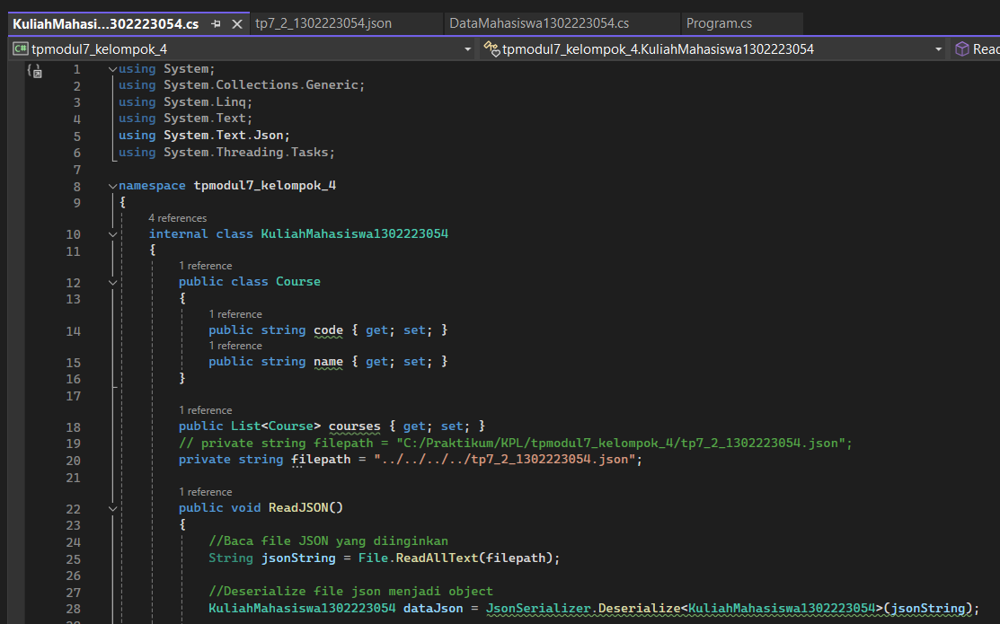 KuliahMahasi...302223054.cs
tp7_2_1302223054.json
DataMahasiswa1302223054.cs
Program.cs
C# tpmodul7_kelompok_4
tpmodul7_kelompok_4.KuliahMahasiswa1302223054
Read
1 using System;
2 using System.Collections.Generic;
3 using System.Linq;
4 using System.Text;
5 using System.Text.Json;
6 using System.Threading.Tasks;
7
8 namespace tpmodul7_kelompok_4
9 {
4 references
10 internal class KuliahMahasiswa1302223054
11 {
1 reference
12 public class Course
13 {
1 reference
14 public string code { get; set; }
1 reference
15 public string name { get; set; }
16 }
17
1 reference
18 public List<Course> courses { get; set; }
19 // private string filepath = "C:/Praktikum/KPL/tpmodul7_kelompok_4/tp7_2_1302223054.json";
20 private string filepath = "../../../../tp7_2_1302223054.json";
21
1 reference
22 public void ReadJSON()
23 {
24 //Baca file JSON yang diinginkan
25 String jsonString = File.ReadAllText(filepath);
26
27 //Deserialize file json menjadi object
28 KuliahMahasiswa1302223054 dataJson = JsonSerializer.Deserialize<KuliahMahasiswa1302223054>(jsonString);